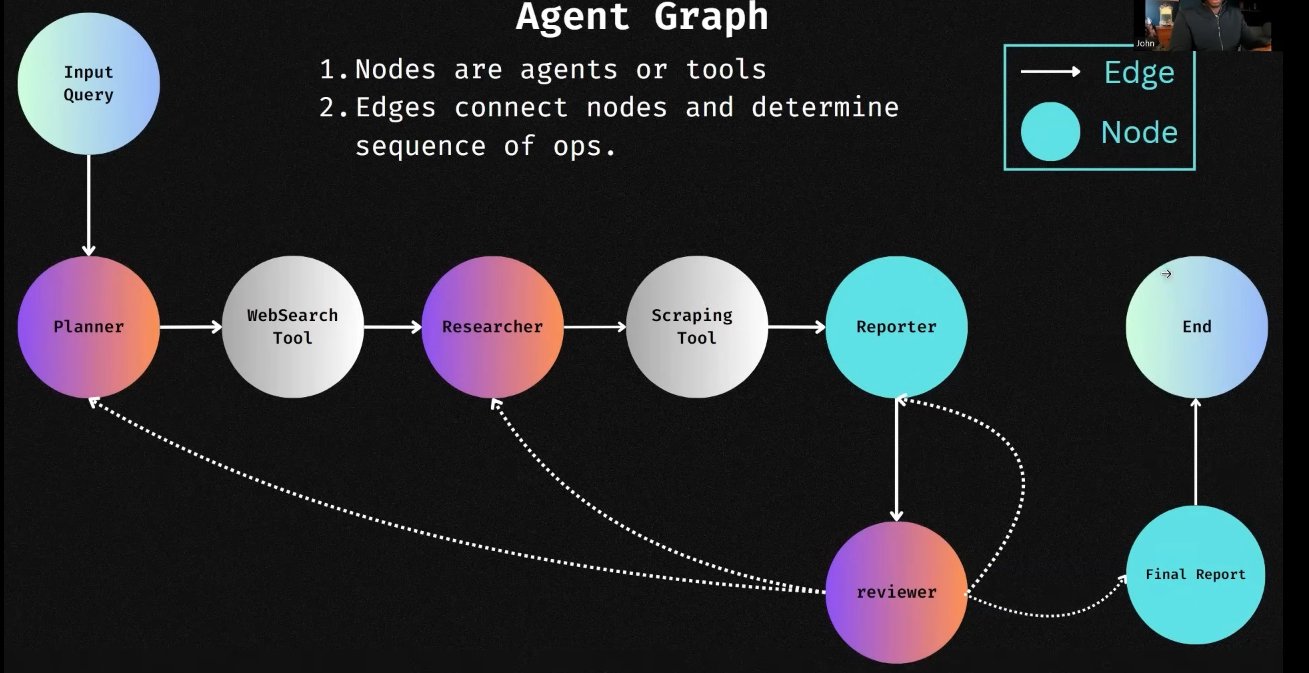 Agent Graph
John
1. Nodes are agents or tools
2. Edges connect nodes and determine
sequence of ops.
Edge
Node
Input
Query
Planner
WebSearch
Tool
Researcher
Scraping
Tool
Reporter
End
reviewer
Final Report